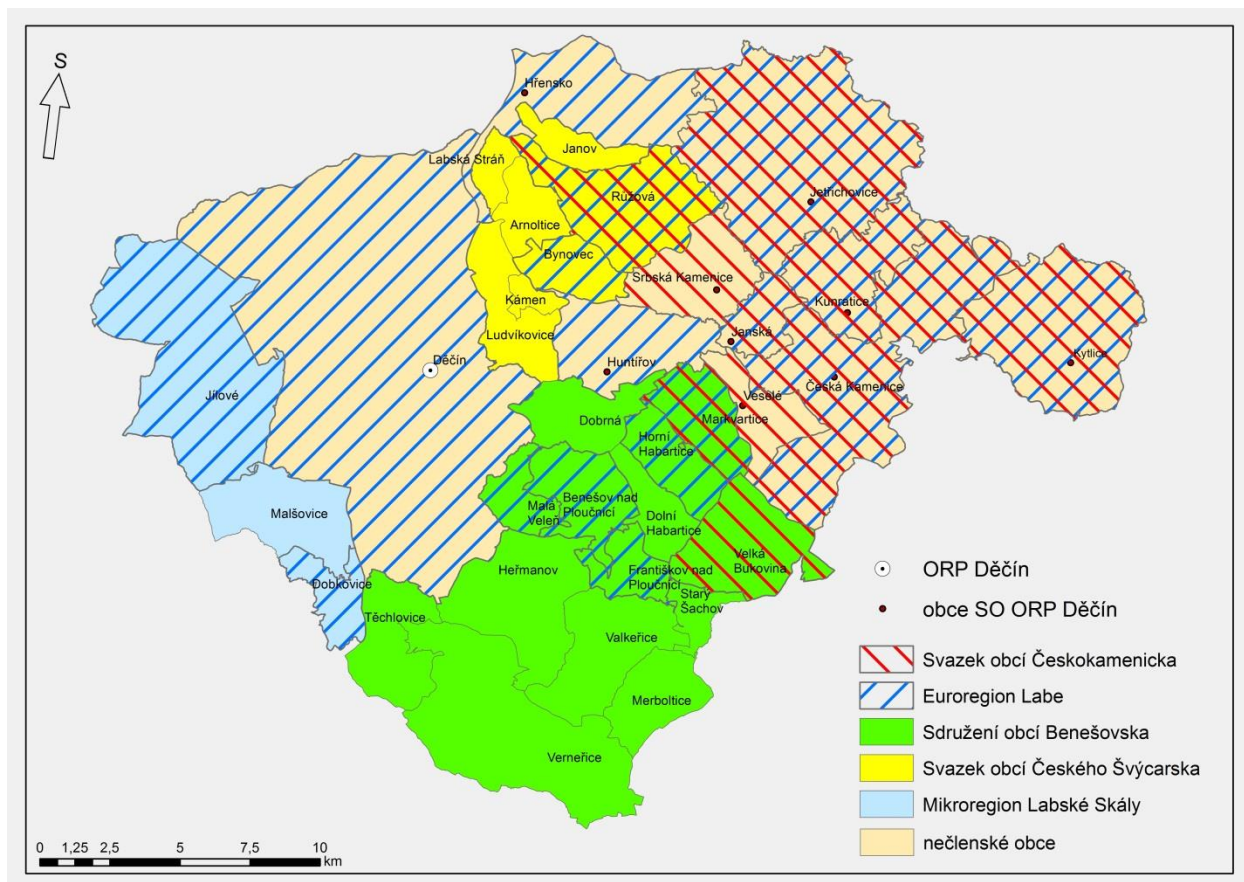 S
Hřensko
Janov
Labská Stráň
Růžová
Jetřichovice
Arnoltice
Bynovec
Srbská Kamenice
Kámen
Kunratice
Ludvíkovice
Janská
Děčín
Huntířov
Kytlice
Česká Kamenice
Jílové
Veselé
Dobrná
Markvartice
Horní
Habartice
Benešov nad
Ploučnicí
Malá
Veleň
Malšovice
Dolní
Habartice
Velká
Bukovina
Heřmanov
Františkov nad
Ploučnicí
Dobkovice
Starý
Šachov
Těchlovice
Valkeřice
Merboltice
Verneřice
ORP Děčín
obce SO ORP Děčín
Svazek obcí Českokamenicka
Euroregion Labe
Sdružení obcí Benešovska
Svazek obcí Českého Švýcarska
Mikroregion Labské Skály
nečlenské obce
0 1,25 2,5 5 7,5 10
km